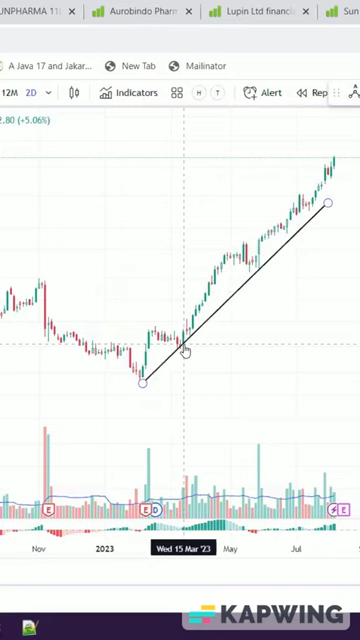 UNPHARMA 11
Aurobindo Pharm
Lupin Ltd financia
Sun
A Java 17 and Jakar...
New Tab
Mailinator
12M 2D
Indicators
H T
Alert
Rep
2.80 (+5.06%)
E E D E
Nov 2023 Wed 15 Mar '23 May Jul
KAPWING